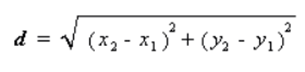 d = √(x₂ - x₁)² + (y₂ - y₁)²